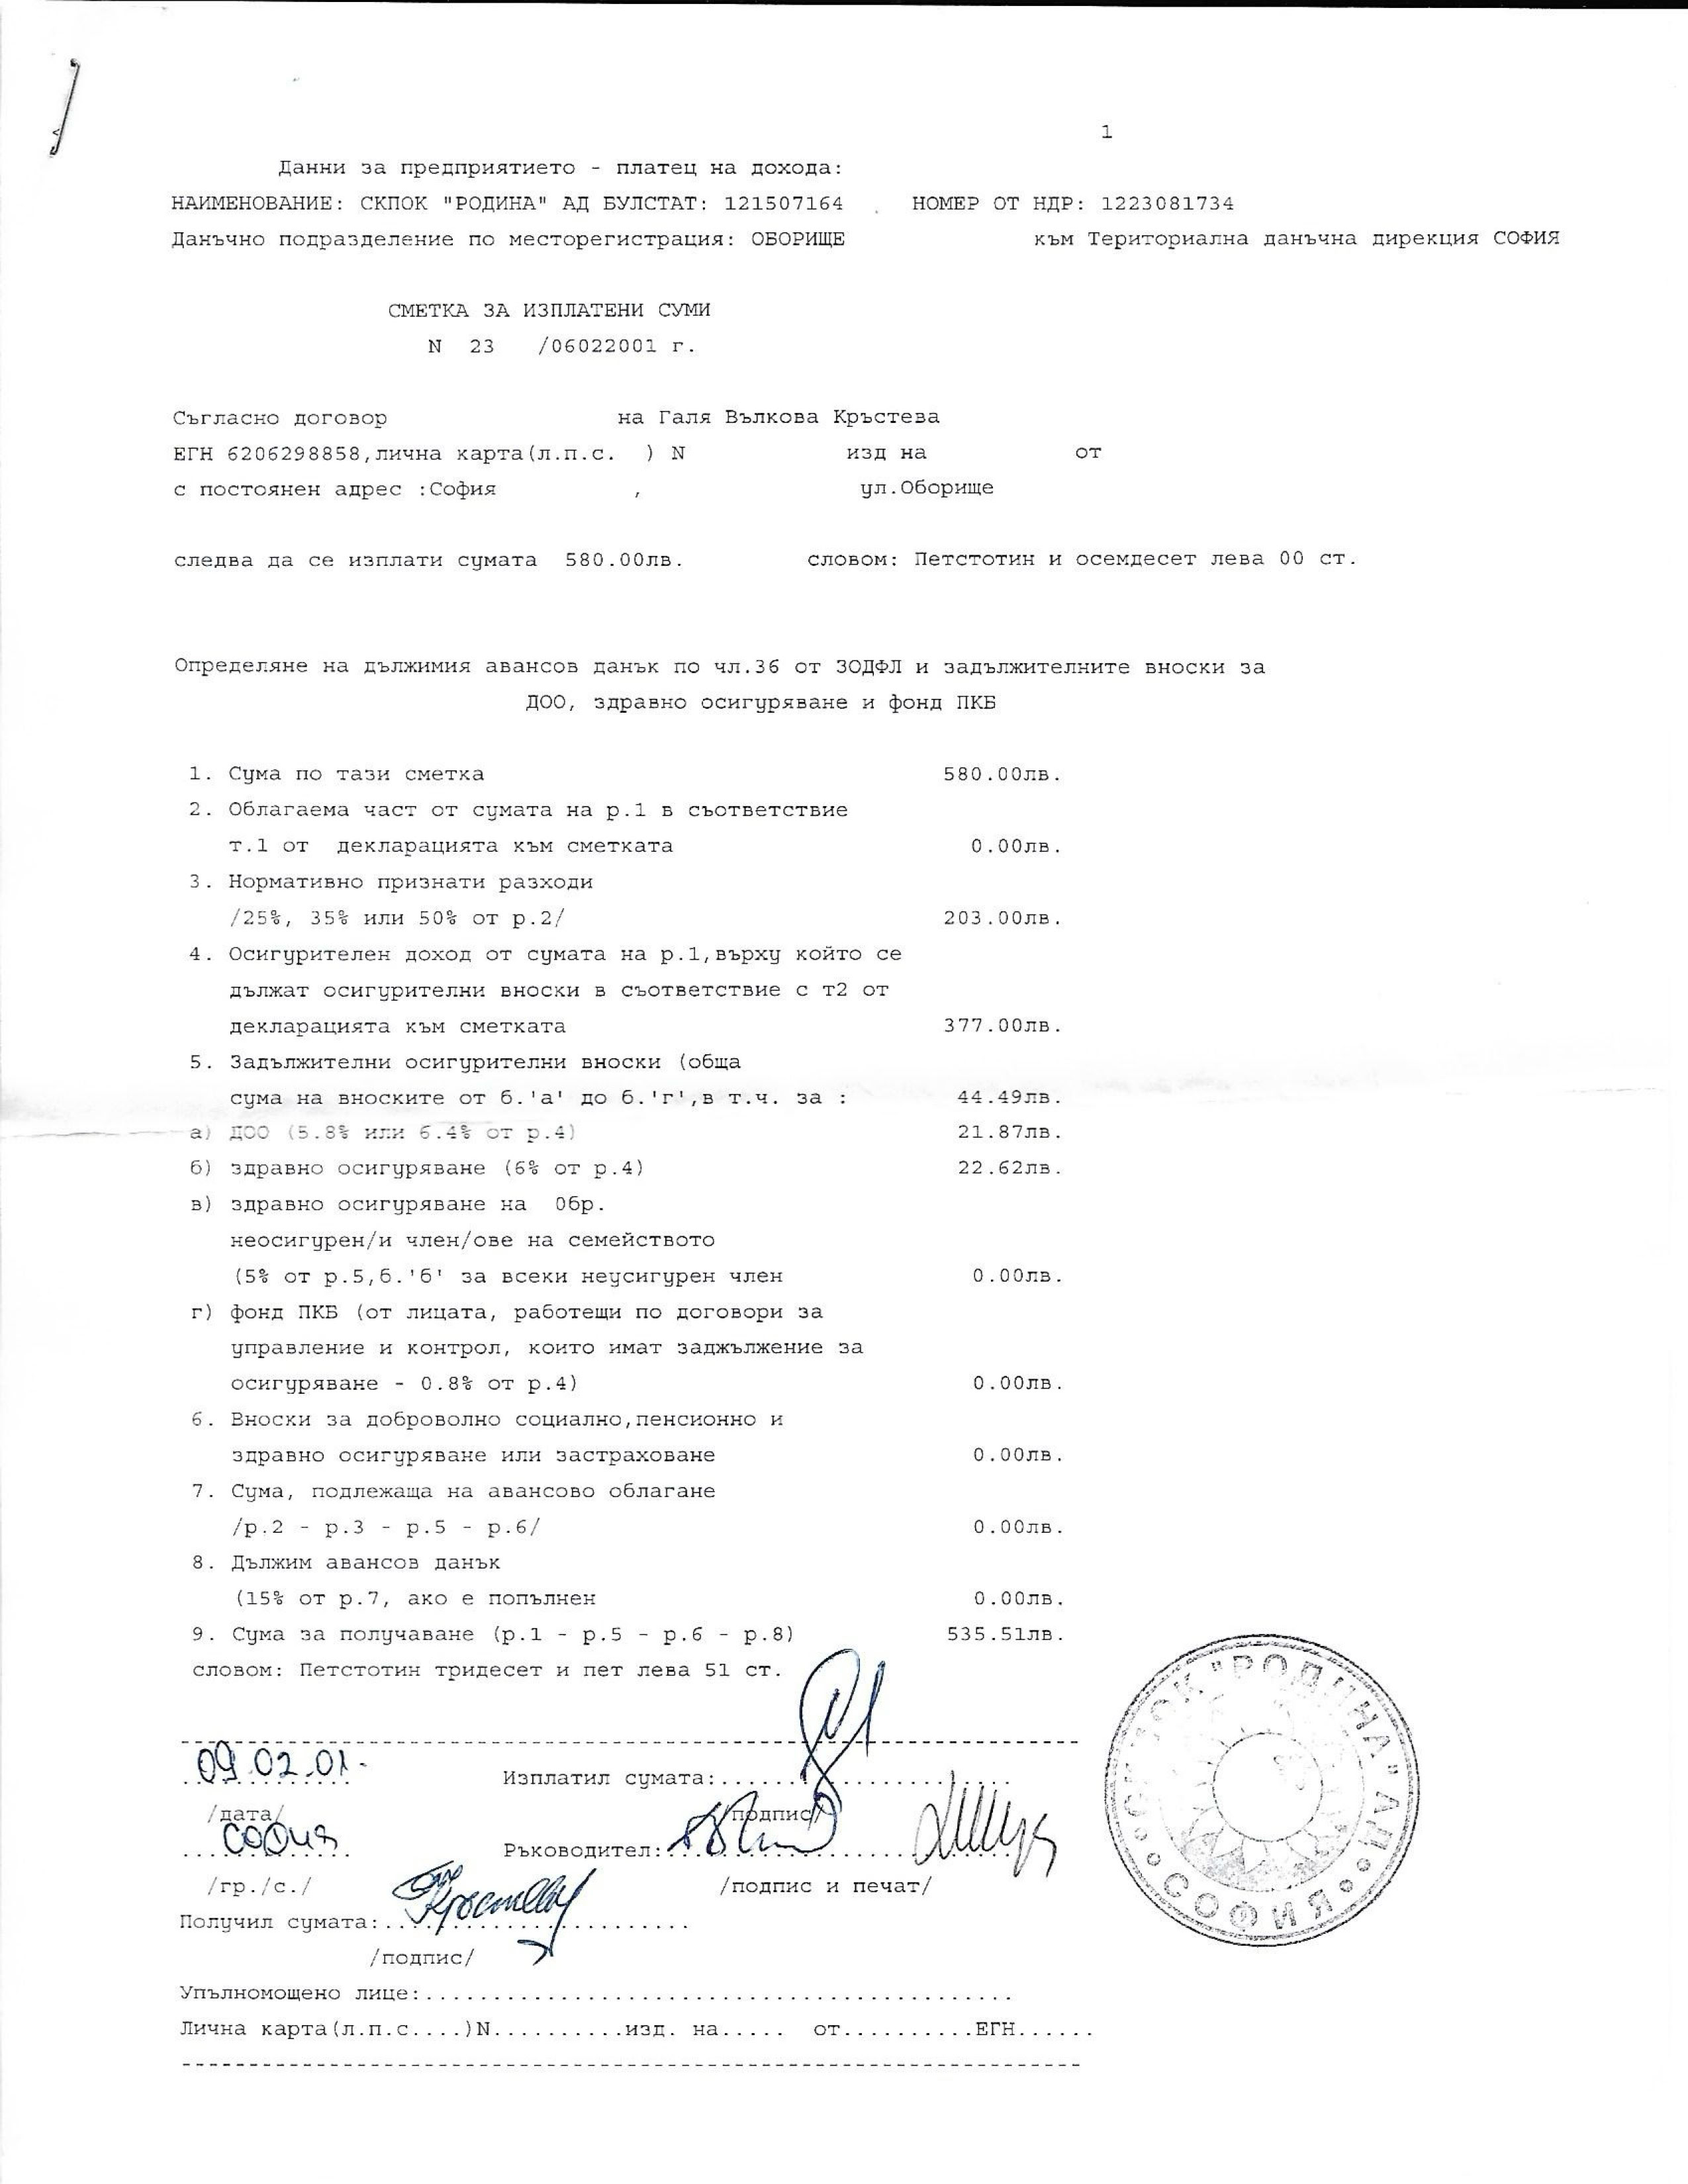 1
Данни за предприятието - платец на дохода:
НАИМЕНОВАНИЕ: СКПОК "РОДИНА" АД БУЛСТАТ: 121507164 НОМЕР ОТ НДР: 1223081734
Данъчно подразделение по месторегистрация: ОБОРИЩЕ към Териториална данъчна дирекция СОФИЯ
СМЕТКА ЗА ИЗПЛАТЕНИ СУМИ
N 23 /06022001 г.
Съгласно договор на Галя Вълкова Кръстева
ЕГН 6206298858,лична карта(л.п.с. ) N изд на от
с постоянен адрес :София , ул.Оборище
следва да се изплати сумата 580.00лв. словом: Петстотин и осемдесет лева 00 ст.
Определяне на дължимия авансов данък по чл.36 от ЗОДФЛ и задължителните вноски за
ДОО, здравно осигуряване и фонд ПКБ
1. Сума по тази сметка 580.00лв.
2. Облагаема част от сумата на р.1 в съответствие
т.1 от декларацията към сметката 0.00лв.
3. Нормативно признати разходи
/25%, 35% или 50% от р.2/ 203.00лв.
4. Осигурителен доход от сумата на р.1,върху който се
дължат осигурителни вноски в съответствие с т2 от
декларацията към сметката 377.00лв.
5. Задължителни осигурителни вноски (обща
сума на вноските от б.'а' до б.'г',в т.ч. за : 44.49лв.
а) ДОО (5.8% или 6.4% от р.4) 21.87лв.
б) здравно осигуряване (6% от р.4) 22.62лв.
в) здравно осигуряване на 0бр.
неосигурен/и член/ове на семейството
(5% от р.5,б.'б' за всеки неусигурен член 0.00лв.
г) фонд ПКБ (от лицата, работещи по договори за
управление и контрол, които имат заджължение за
осигуряване - 0.8% от р.4) 0.00лв.
6. Вноски за доброволно социално,пенсионно и
здравно осигуряване или застраховане 0.00лв.
7. Сума, подлежаща на авансово облагане
/р.2 - р.3 - р.5 - р.6/ 0.00лв.
8. Дължим авансов данък
(15% от р.7, ако е попълнен 0.00лв.
9. Сума за получаване (р.1 - р.5 - р.6 - р.8) 535.51лв.
словом: Петстотин тридесет и пет лева 51 ст.
09.02.01. Изплатил сумата:
/дата/ /подпис/
София Ръководител:
/гр./с./ /подпис и печат/
Получил сумата:
/подпис/
Упълномощено лице:
Лична карта(л.п.с....)N..........изд. на..... от..........ЕГН......
СКПОК "РОДИНА" АД
СОФИЯ